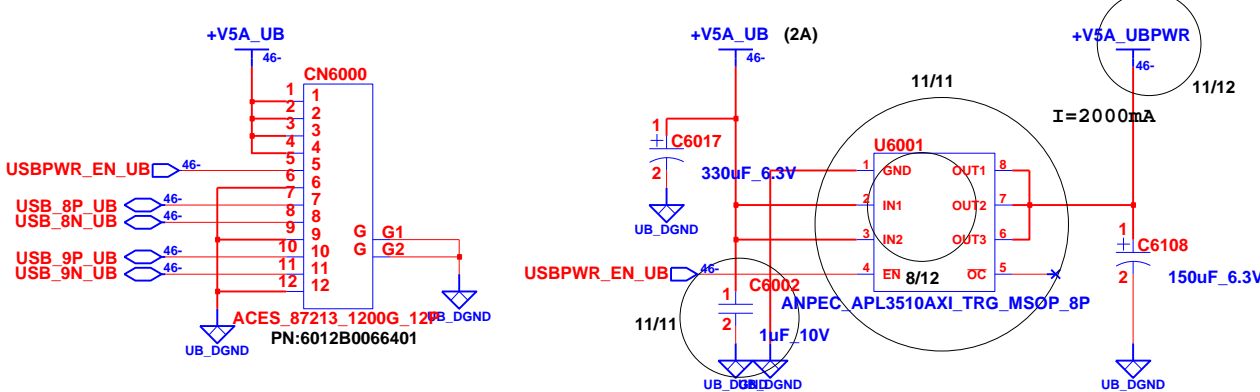 +V5A_UB
46-
CN6000
1 1
2 2
3 3
4 4
USBPWR_EN_UB 46- 5 5
6 6
USB_8P_UB 46- 7 7
USB_8N_UB 46- 8 8
9 9
USB_9P_UB 46- 10 10
USB_9N_UB 46- 11 11
12 12
G G1
G G2
ACES_87213_1200G_12P
PN:6012B0066401
UB_DGND
UB_DGND
+V5A_UB (2A)
46-
+V5A_UBPWR
46-
11/12
11/11
I=2000mA
1
C6017
2
330uF_6.3V
UB_DGND
U6001
1 GND OUT1 8
2 IN1 OUT2 7
3 IN2 OUT3 6
USBPWR_EN_UB 46- 4 EN OC 5
8/12
ANPEC_APL3510AXI_TRG_MSOP_8P
C6002
1
2
1uF_10V
11/11
UB_DGND
UB_DGND
1
C6108
2
150uF_6.3V
UB_DGND